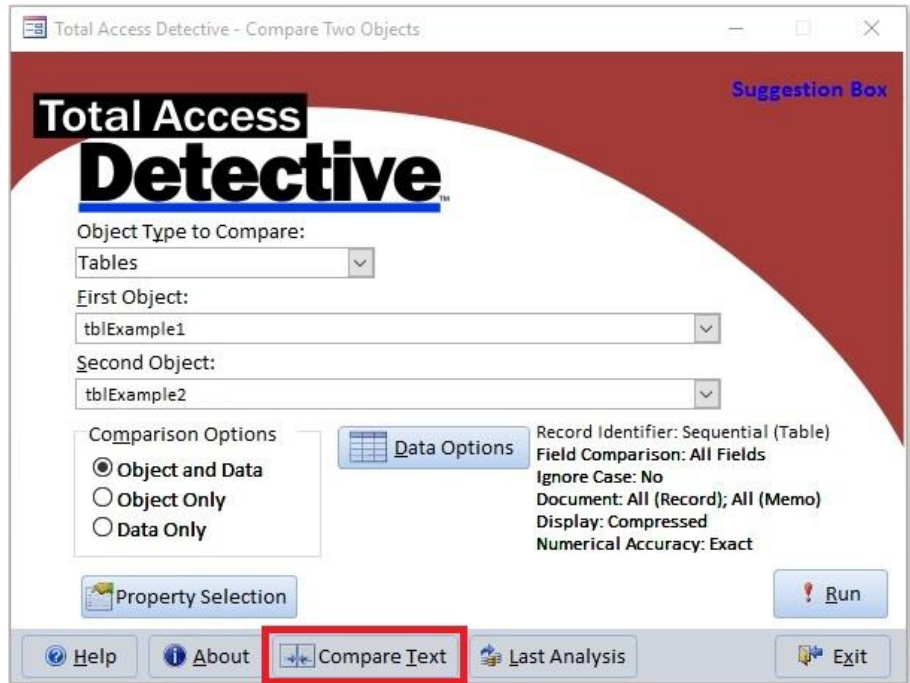 Total Access Detective - Compare Two Objects
Suggestion Box
Total Access
Detective™
Object Type to Compare:
Tables
First Object:
tblExample1
Second Object:
tblExample2
Comparison Options
Object and Data
Object Only
Data Only
Data Options
Record Identifier: Sequential (Table)
Field Comparison: All Fields
Ignore Case: No
Document: All (Record); All (Memo)
Display: Compressed
Numerical Accuracy: Exact
Property Selection
Run
Help
About
Compare Text
Last Analysis
Exit